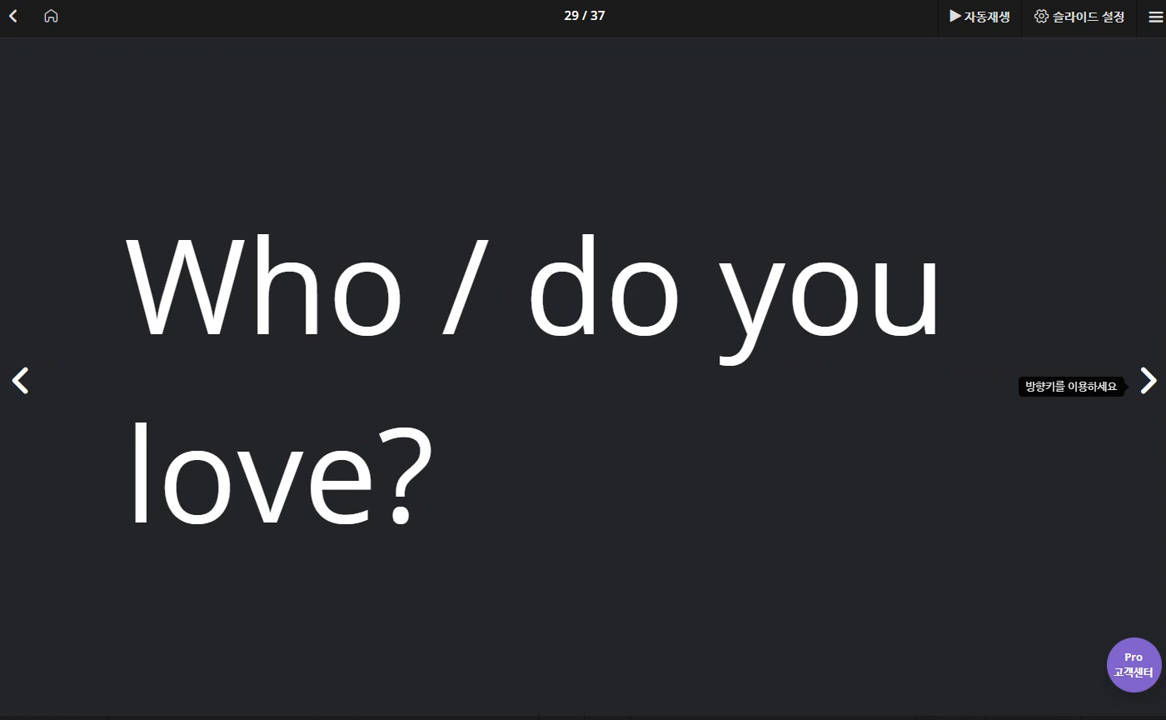 29 / 37
▶ 자동재생
슬라이드 설정
Who / do you
love?
방향키를 이용하세요
Pro
고객센터